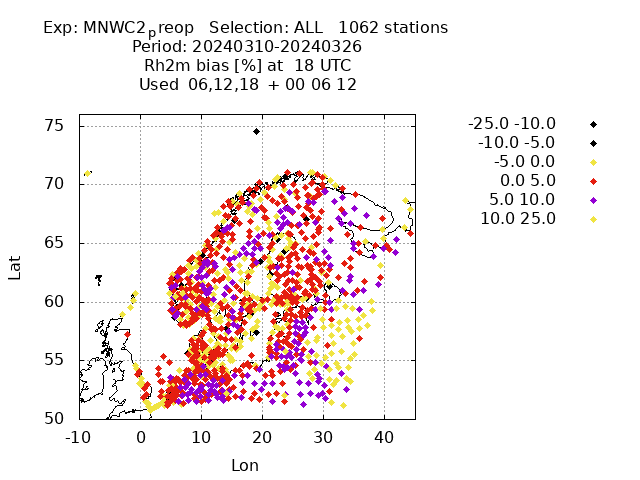 Exp: MNWC2preop Selection: ALL 1062 stations
Period: 20240310-20240326
Rh2m bias [%] at 18 UTC
Used 06,12,18 + 00 06 12
-25.0 -10.0
-10.0 -5.0
-5.0 0.0
0.0 5.0
5.0 10.0
10.0 25.0
75
70
65
60
55
50
Lat
-10 0 10 20 30 40
Lon